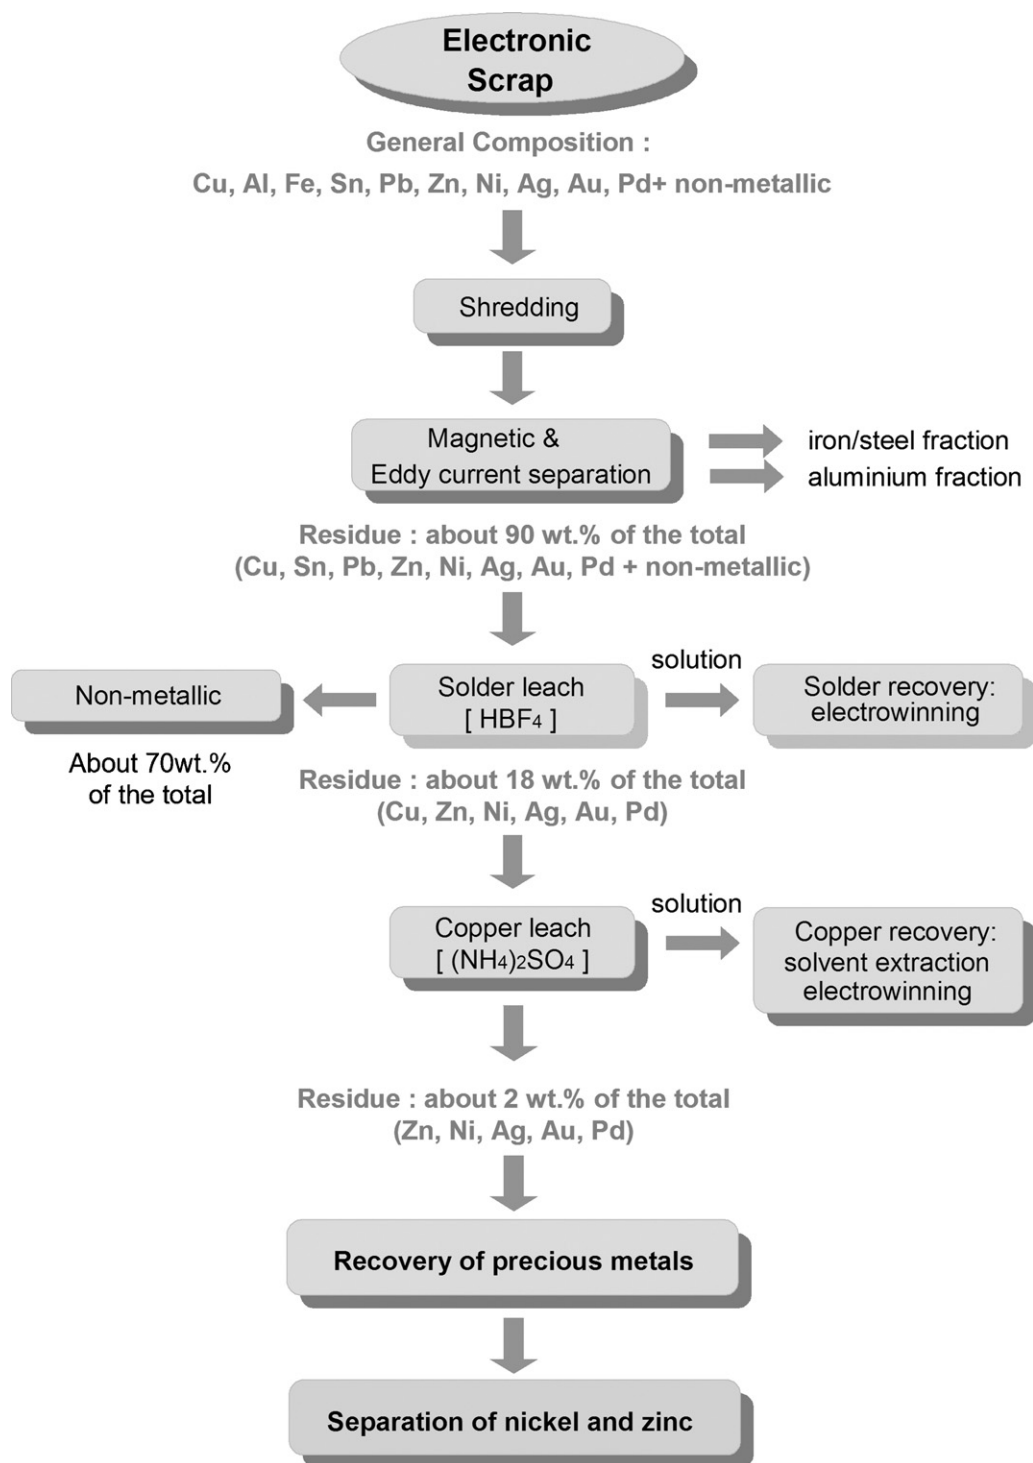 Electronic
Scrap
General Composition :
Cu, Al, Fe, Sn, Pb, Zn, Ni, Ag, Au, Pd+ non-metallic
Shredding
Magnetic &
Eddy current separation
iron/steel fraction
aluminium fraction
Residue : about 90 wt.% of the total
(Cu, Sn, Pb, Zn, Ni, Ag, Au, Pd + non-metallic)
Non-metallic
About 70wt.%
of the total
Solder leach
[ HBF4 ]
solution
Solder recovery:
electrowinning
Residue : about 18 wt.% of the total
(Cu, Zn, Ni, Ag, Au, Pd)
Copper leach
[ (NH4)2SO4 ]
solution
Copper recovery:
solvent extraction
electrowinning
Residue : about 2 wt.% of the total
(Zn, Ni, Ag, Au, Pd)
Recovery of precious metals
Separation of nickel and zinc